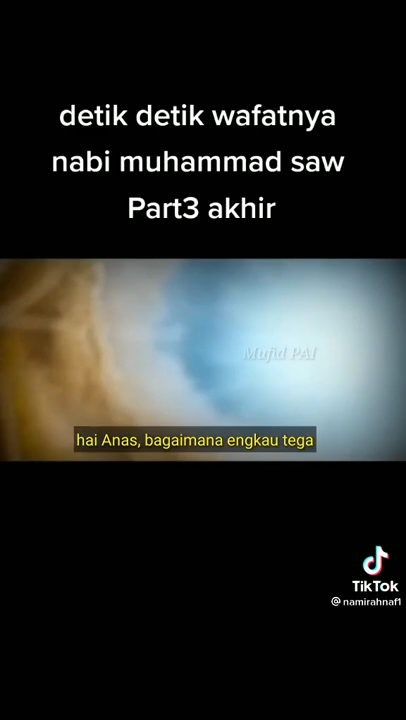 detik detik wafatnya
nabi muhammad saw
Part3 akhir
Mufid PAI
hai Anas, bagaimana engkau tega
TikTok
@namirahnaf1